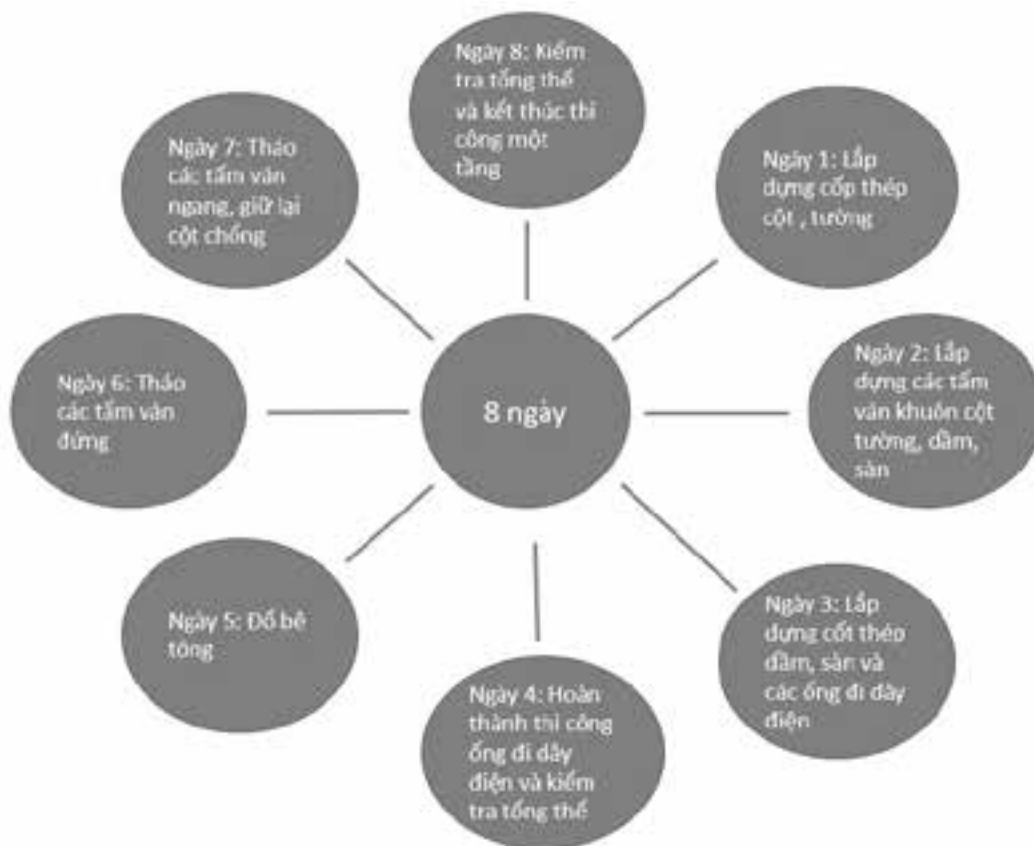 Ngày 8: Kiểm
tra tổng thể
và kết thúc thi
công một
tầng
Ngày 1: Lắp
dựng cốp thép
cột , tường
Ngày 2: Lắp
dựng các tấm
ván khuôn cột
tường, dầm,
sàn
Ngày 3: Lắp
dựng cốt thép
dầm, sàn và
các ống đi dây
điện
Ngày 4: Hoàn
thành thi công
ống đi dây
điện và kiểm
tra tổng thể
Ngày 5: Đổ bê
tông
Ngày 6: Tháo
các tấm ván
đứng
Ngày 7: Tháo
các tấm ván
ngang, giữ lại
cột chống
8 ngày